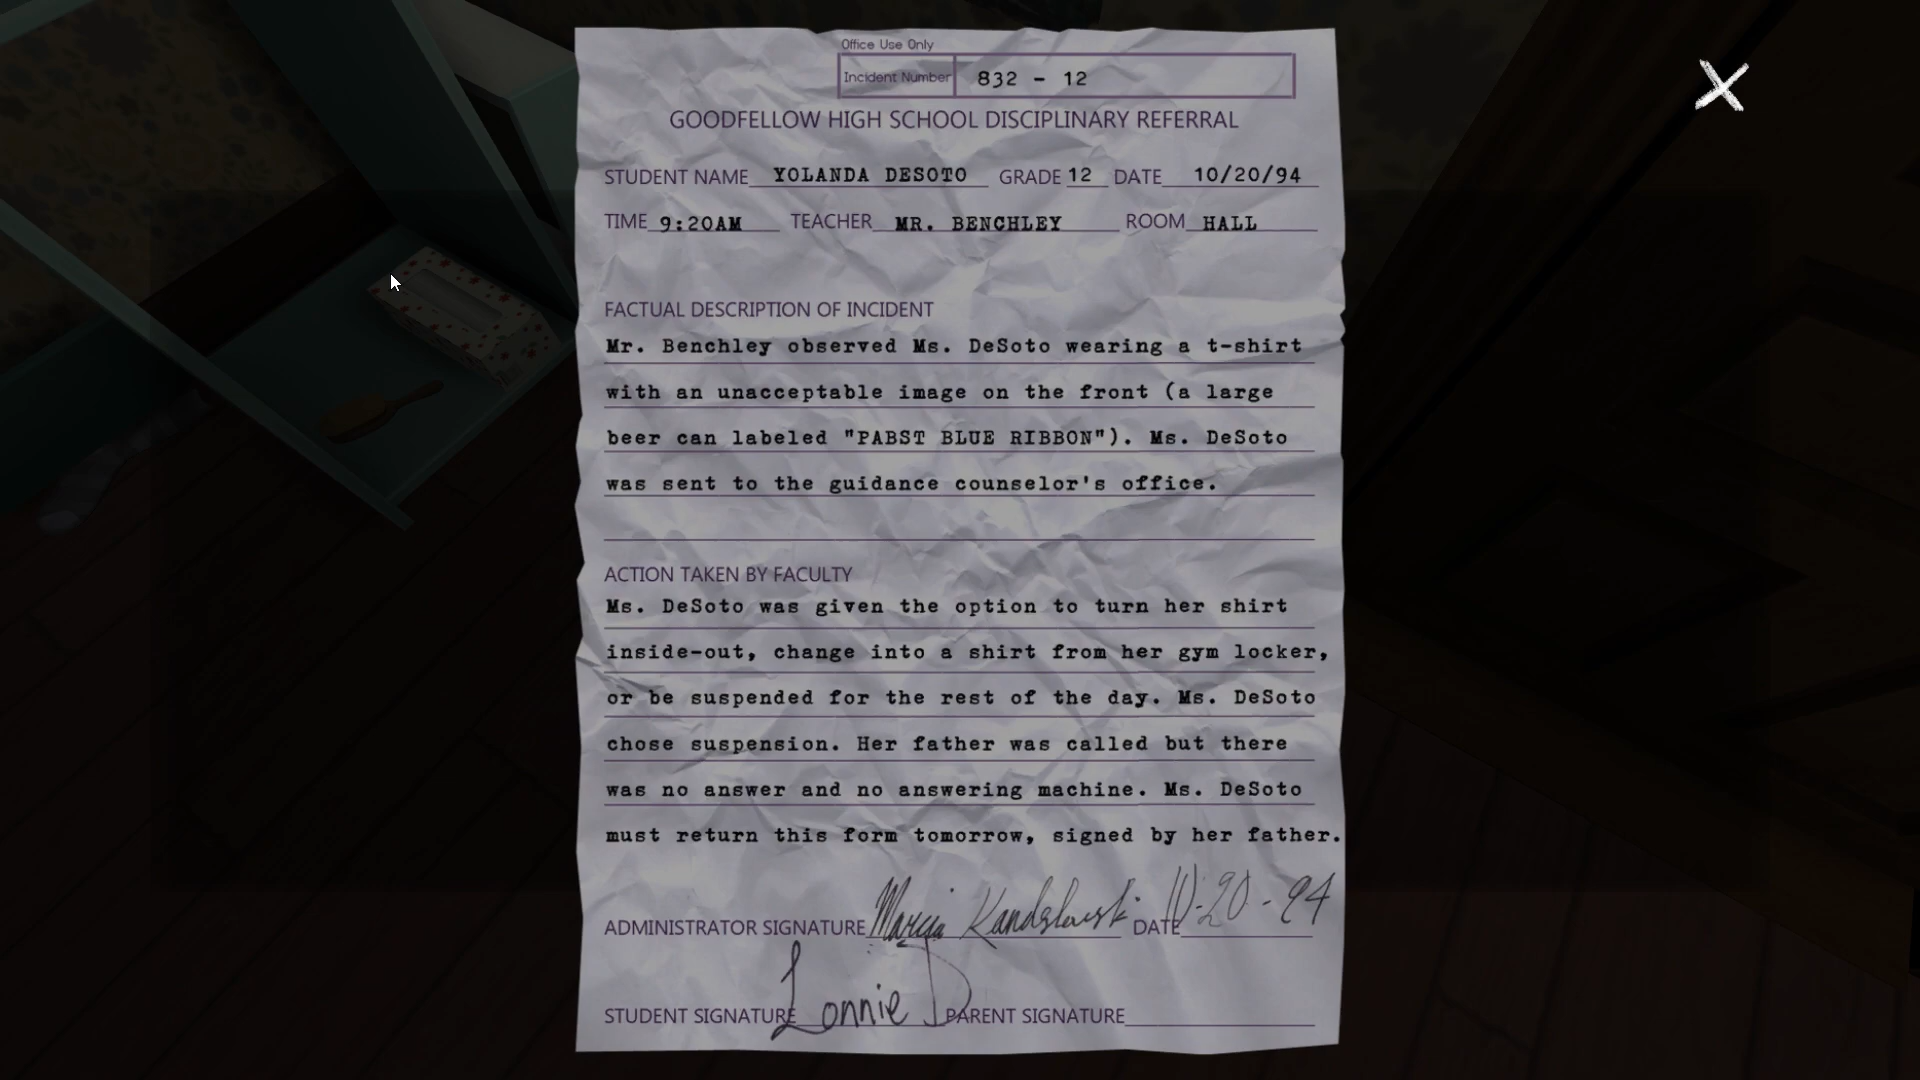 Office Use Only
Incident Number 832 - 12
GOODFELLOW HIGH SCHOOL DISCIPLINARY REFERRAL
STUDENT NAME YOLANDA DESOTO GRADE 12 DATE 10/20/94
TIME 9:20AM TEACHER MR. BENCHLEY ROOM HALL
FACTUAL DESCRIPTION OF INCIDENT
Mr. Benchley observed Ms. DeSoto wearing a t-shirt
with an unacceptable image on the front (a large
beer can labeled "PABST BLUE RIBBON"). Ms. DeSoto
was sent to the guidance counselor's office.
ACTION TAKEN BY FACULTY
Ms. DeSoto was given the option to turn her shirt
inside-out, change into a shirt from her gym locker,
or be suspended for the rest of the day. Ms. DeSoto
chose suspension. Her father was called but there
was no answer and no answering machine. Ms. DeSoto
must return this form tomorrow, signed by her father.
ADMINISTRATOR SIGNATURE DATE 10-20-94
STUDENT SIGNATURE Lonnie D PARENT SIGNATURE